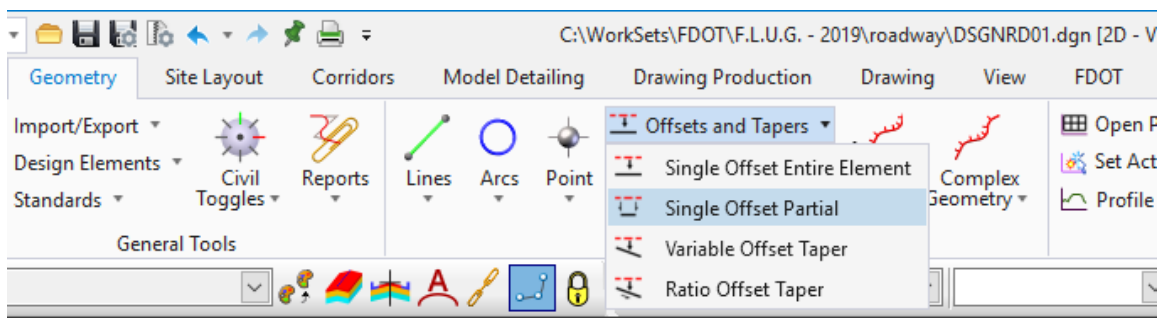 C:\WorkSets\FDOT\F.L.U.G. - 2019\roadway\DSGNRD01.dgn [2D - V
Geometry Site Layout Corridors Model Detailing Drawing Production Drawing View FDOT
Import/Export
Design Elements
Standards
Civil Toggles
Reports
General Tools
Lines
Arcs
Point
Offsets and Tapers
Single Offset Entire Element
Single Offset Partial
Variable Offset Taper
Ratio Offset Taper
Complex
Geometry
Open P
Set Act
Profile